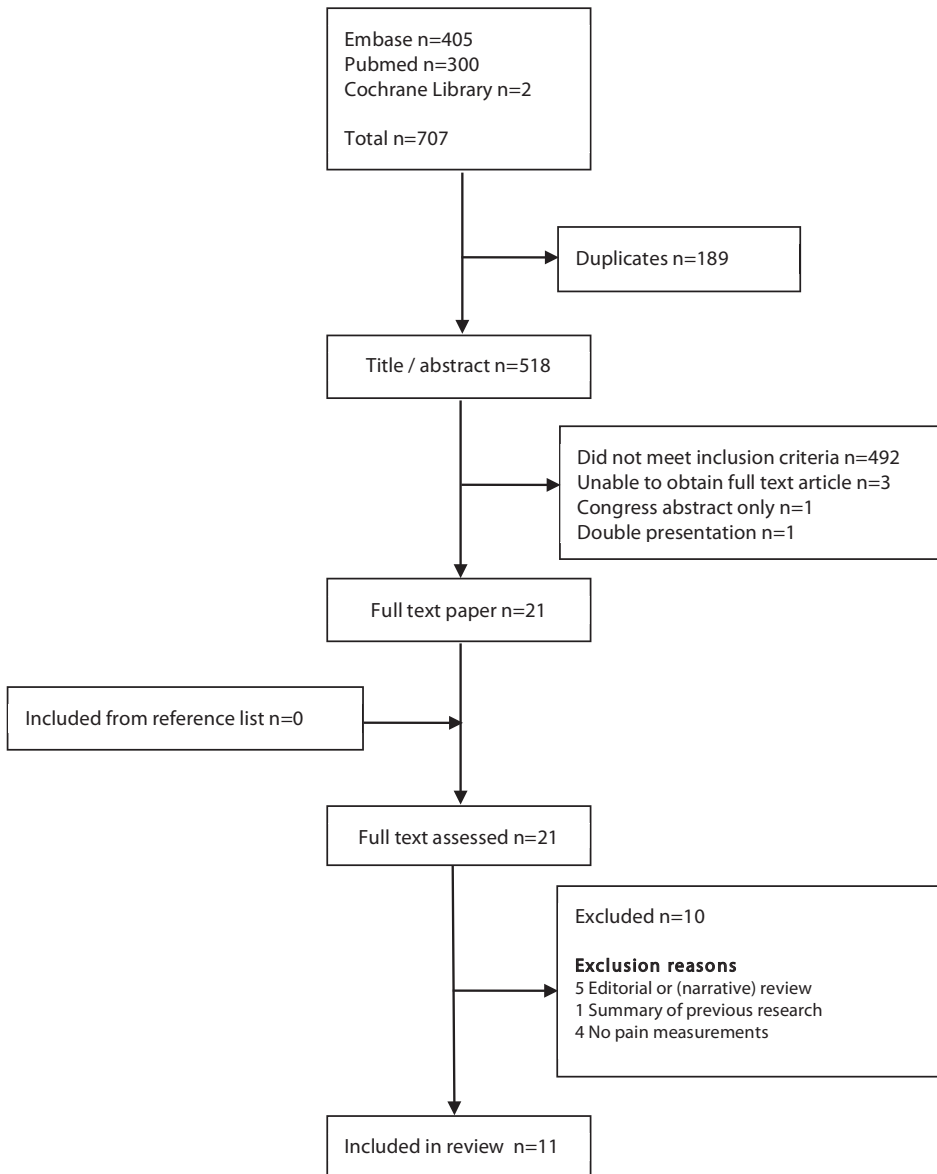 Embase n=405
Pubmed n=300
Cochrane Library n=2
Total n=707
Duplicates n=189
Title / abstract n=518
Did not meet inclusion criteria n=492
Unable to obtain full text article n=3
Congress abstract only n=1
Double presentation n=1
Full text paper n=21
Included from reference list n=0
Full text assessed n=21
Excluded n=10
Exclusion reasons
5 Editorial or (narrative) review
1 Summary of previous research
4 No pain measurements
Included in review n=11